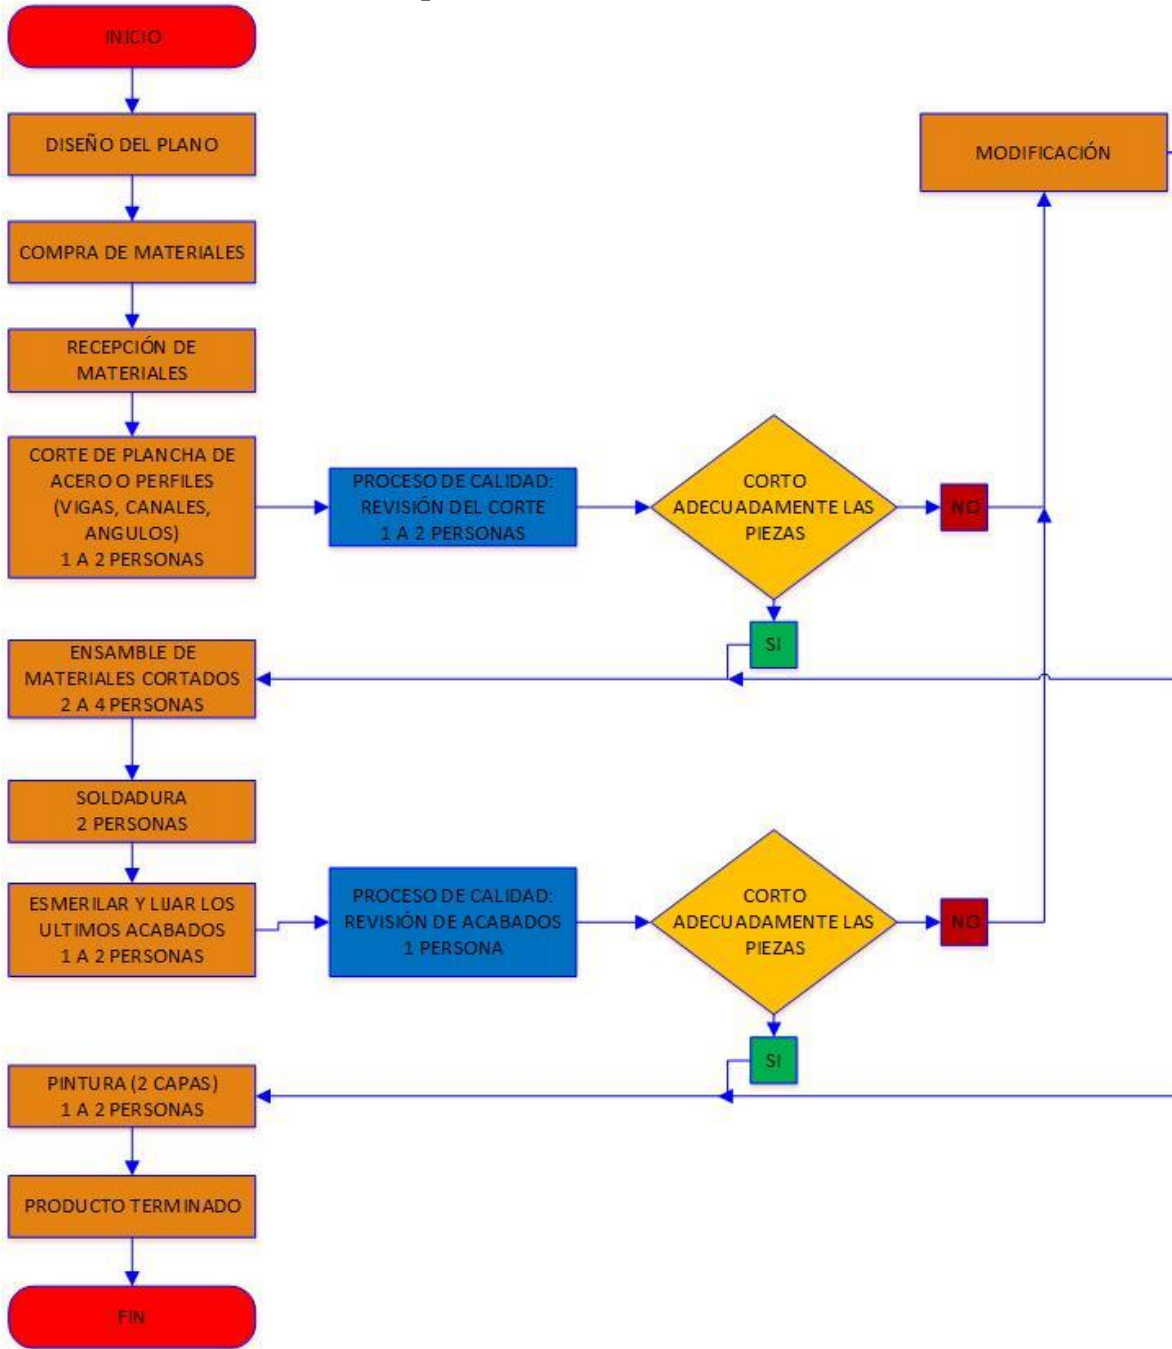 INICIO
DISEÑO DEL PLANO
MODIFICACIÓN
COMPRA DE MATERIALES
RECEPCIÓN DE
MATERIALES
CORTE DE PLANCHA DE
ACERO O PERFILES
(VIGAS, CANALES,
ANGULOS)
1 A 2 PERSONAS
PROCESO DE CALIDAD:
REVISIÓN DEL CORTE
1 A 2 PERSONAS
CORTO
ADECUADAMENTE LAS
PIEZAS
NO
SI
ENSAMBLE DE
MATERIALES CORTADOS
2 A 4 PERSONAS
SOLDADURA
2 PERSONAS
ESMERILAR Y LIJAR LOS
ULTIMOS ACABADOS
1 A 2 PERSONAS
PROCESO DE CALIDAD:
REVISIÓN DE ACABADOS
1 PERSONA
CORTO
ADECUADAMENTE LAS
PIEZAS
NO
SI
PINTURA (2 CAPAS)
1 A 2 PERSONAS
PRODUCTO TERMINADO
FIN